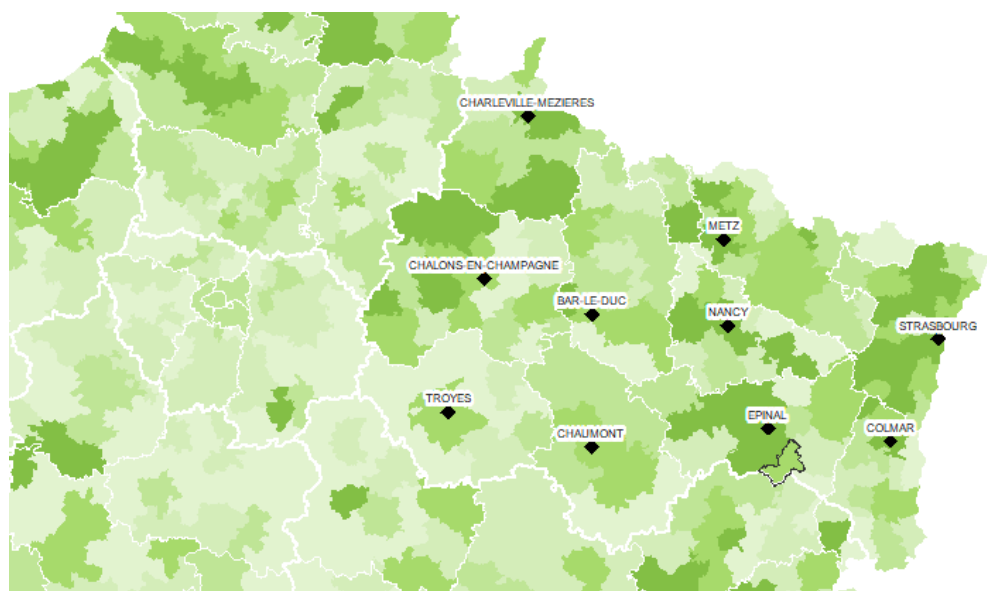 CHARLEVILLE-MEZIERES
METZ
CHALONS-EN-CHAMPAGNE
BAR-LE-DUC
NANCY
STRASBOURG
TROYES
EPINAL
COLMAR
CHAUMONT